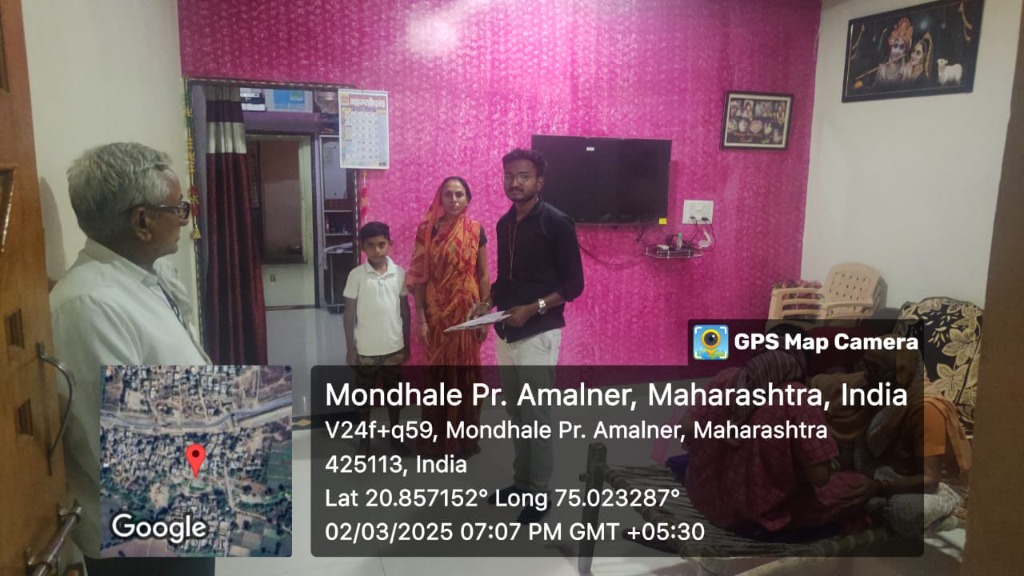 GPS Map Camera
Mondhale Pr. Amalner, Maharashtra, India
V24f+q59, Mondhale Pr. Amalner, Maharashtra
425113, India
Lat 20.857152° Long 75.023287°
02/03/2025 07:07 PM GMT +05:30
Google